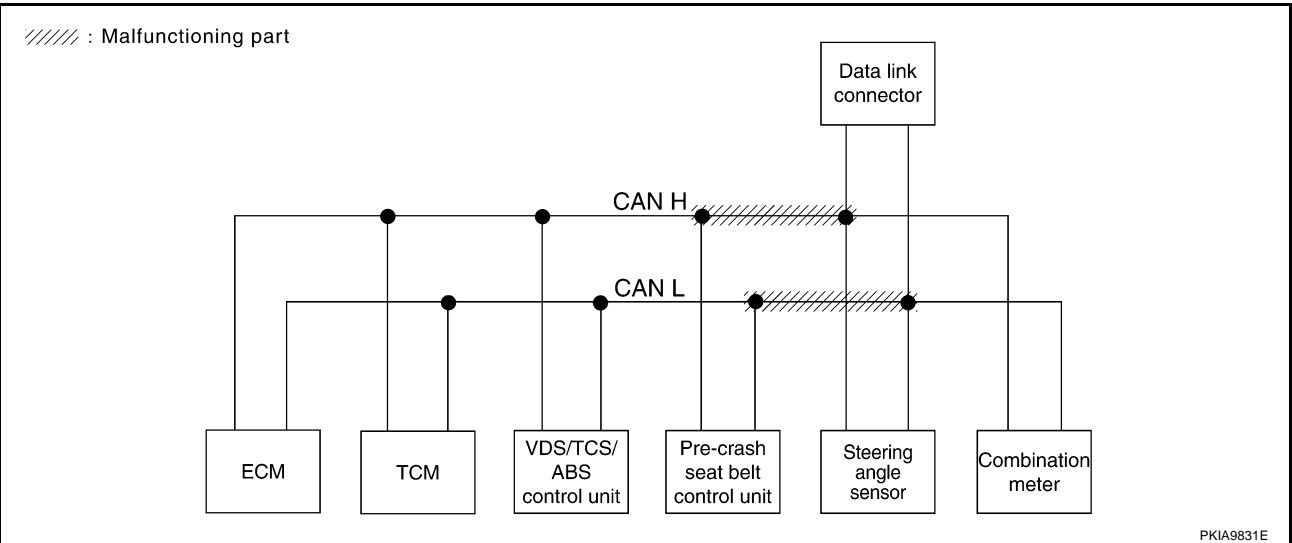 : Malfunctioning part
Data link
connector
CAN H
CAN L
ECM
TCM
VDS/TCS/
ABS
control unit
Pre-crash
seat belt
control unit
Steering
angle
sensor
Combination
meter
PKIA9831E